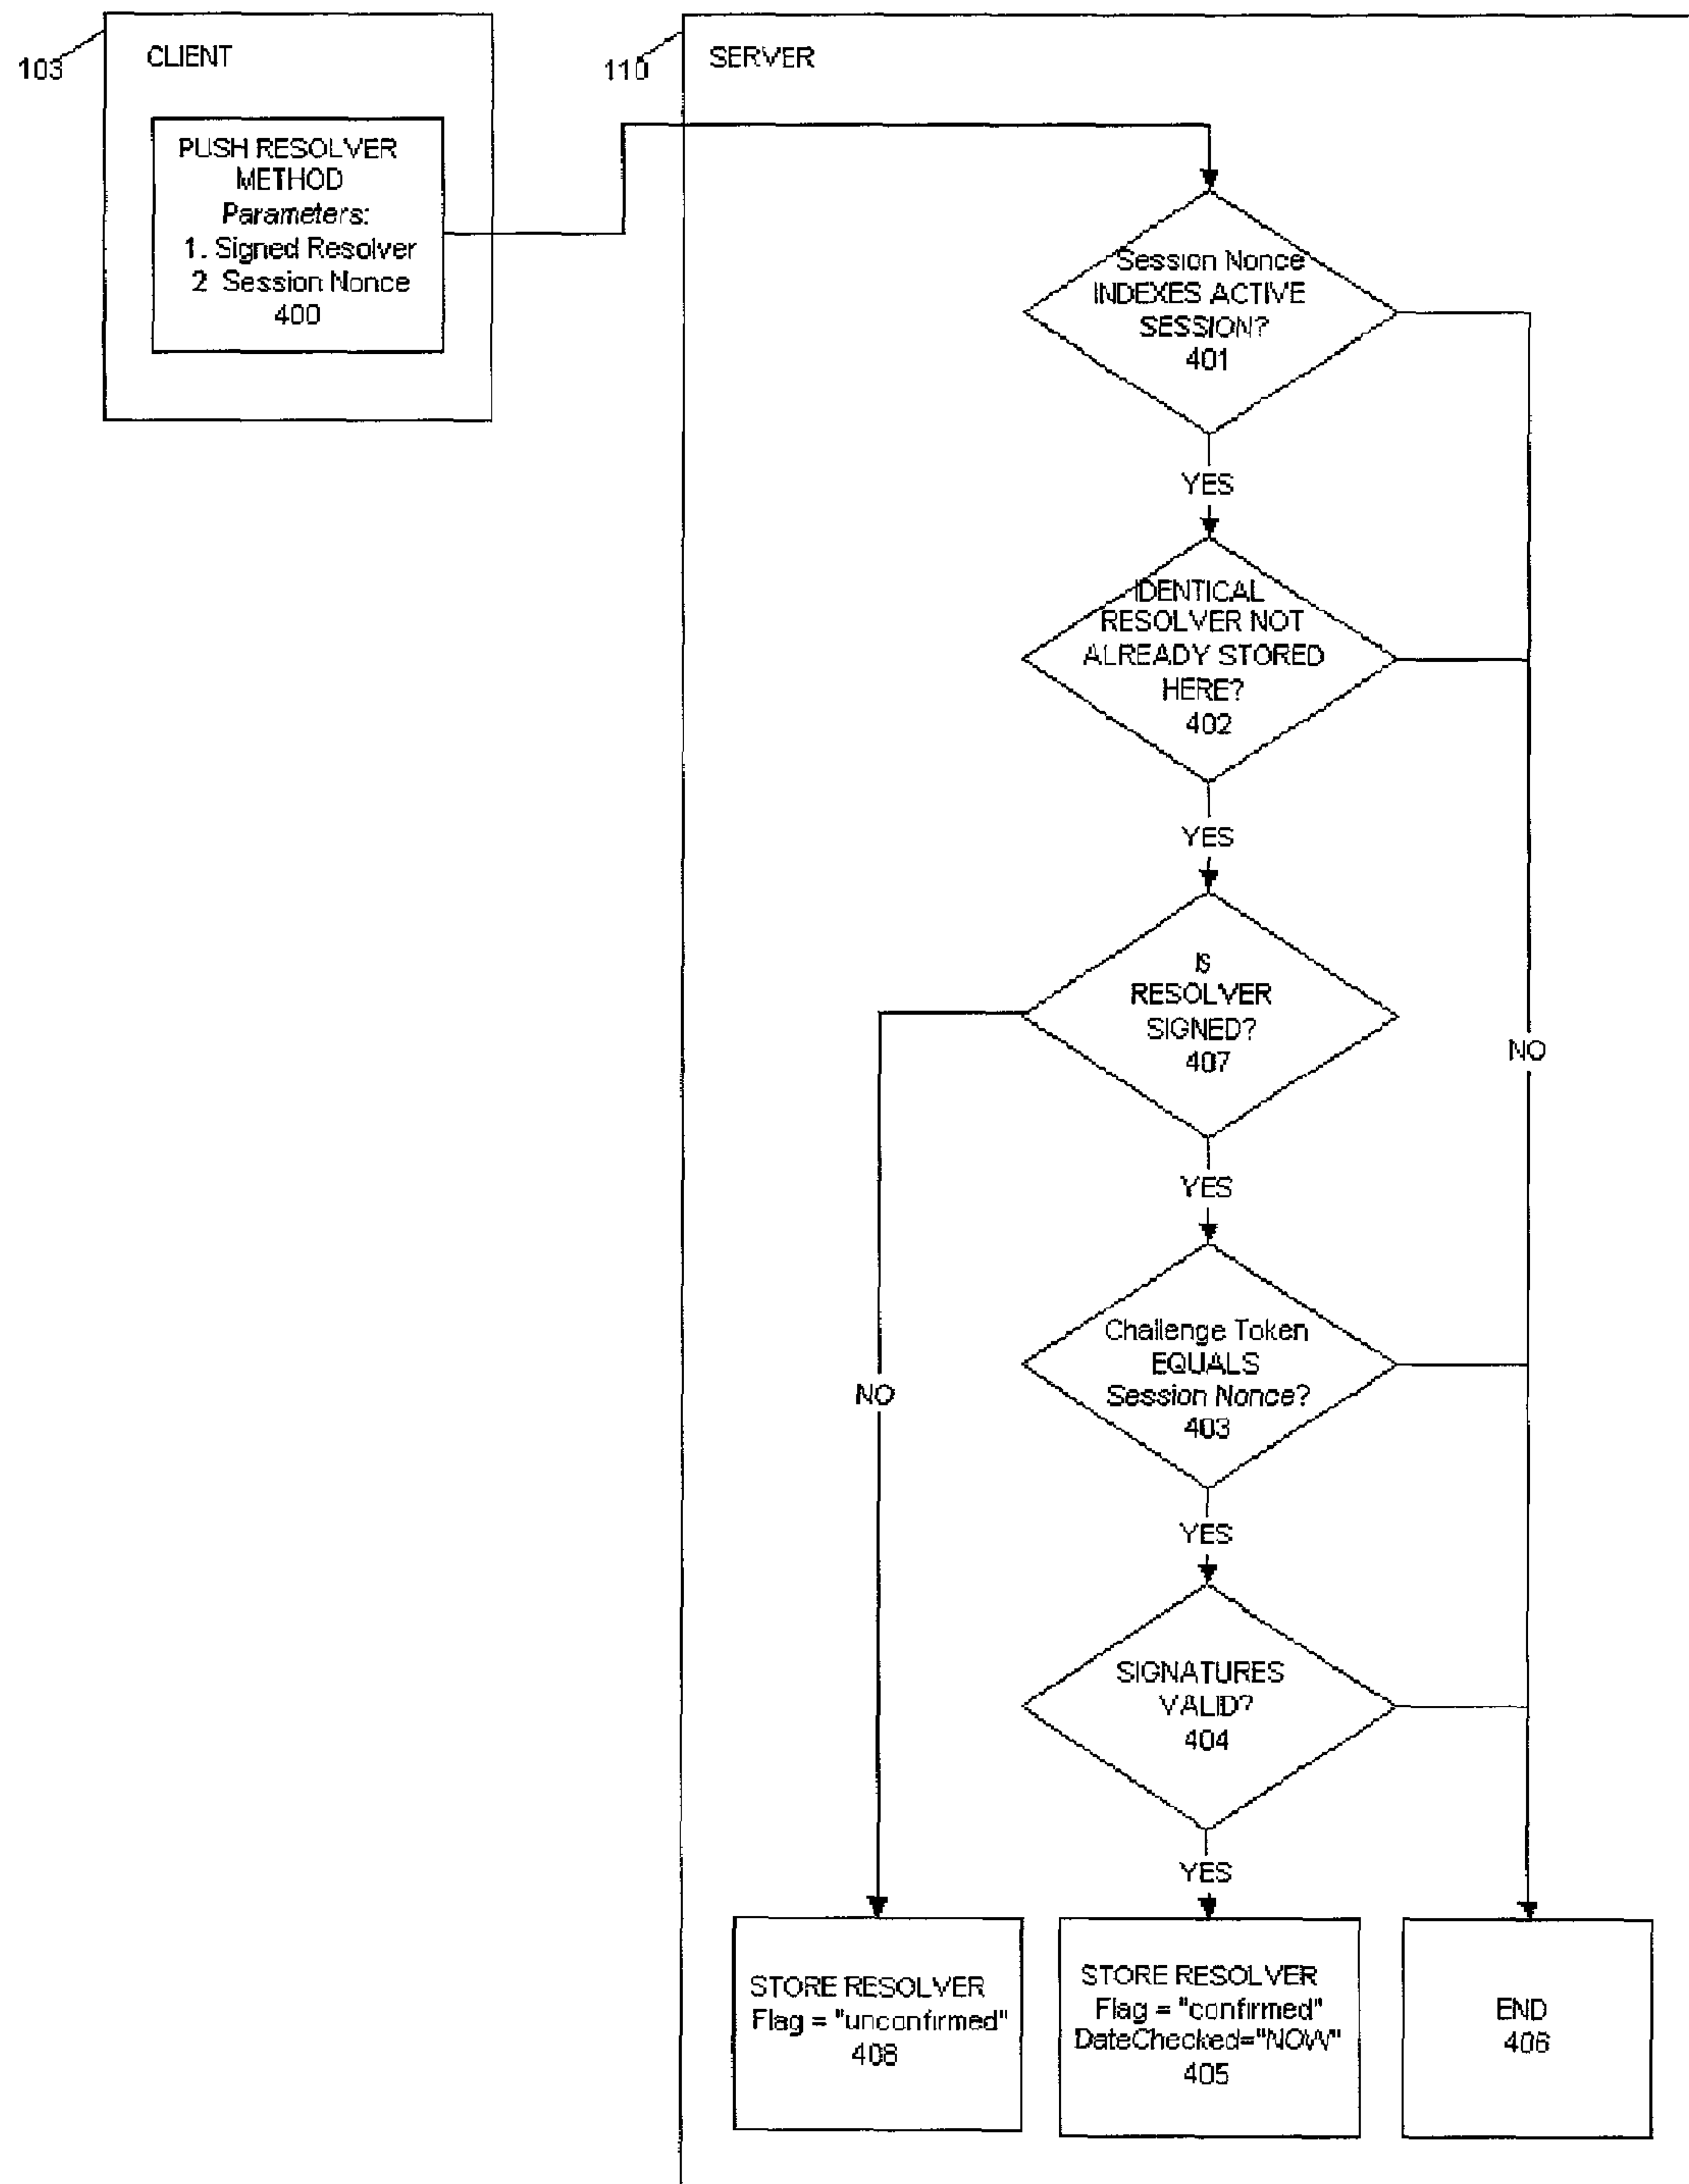 103
CLIENT
PUSH RESOLVER
METHOD
Parameters:
1. Signed Resolver
2 Session Nonce
400
110
SERVER
Session Nonce
INDEXES ACTIVE
SESSION?
401
YES
IDENTICAL
RESOLVER NOT
ALREADY STORED
HERE?
402
YES
IS
RESOLVER
SIGNED?
407
NO
YES
Challenge Token
EQUALS
Session Nonce?
403
NO
YES
SIGNATURES
VALID?
404
YES
STORE RESOLVER
Flag = "unconfirmed"
408
STORE RESOLVER
Flag = "confirmed"
DateChecked="NOW"
405
END
406